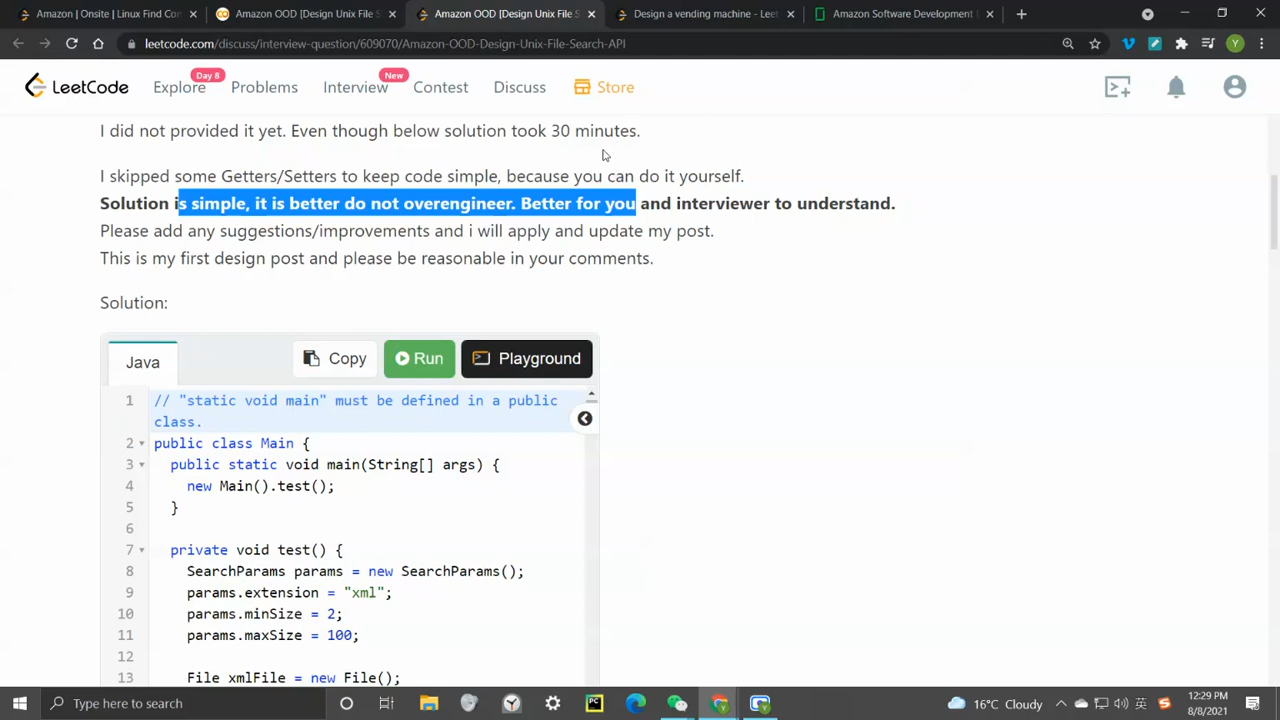 Amazon | Onsite | Linux Find Con
Amazon OOD [Design Unix File S
Amazon OOD [Design Unix File S
Design a vending machine - Leet
Amazon Software Development (
leetcode.com/discuss/interview-question/609070/Amazon-OOD-Design-Unix-File-Search-API
Y
LeetCode
Explore
Day 8
Problems
Interview
New
Contest
Discuss
Store
I did not provided it yet. Even though below solution took 30 minutes.
I skipped some Getters/Setters to keep code simple, because you can do it yourself.
Solution is simple, it is better do not overengineer. Better for you and interviewer to understand.
Please add any suggestions/improvements and i will apply and update my post.
This is my first design post and please be reasonable in your comments.
Solution:
Java
Copy
Run
Playground
1 // "static void main" must be defined in a public
class.
2 public class Main {
3 public static void main(String[] args) {
4 new Main().test();
5 }
6
7 private void test() {
8 SearchParams params = new SearchParams();
9 params.extension = "xml";
10 params.minSize = 2;
11 params.maxSize = 100;
12
13 File xmlFile = new File();
Type here to search
16°C Cloudy
英
12:29 PM
8/8/2021